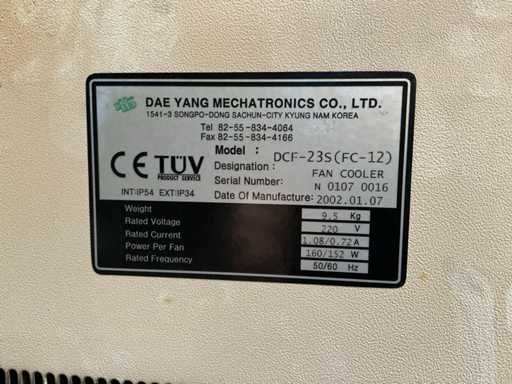 DAE YANG MECHATRONICS CO., LTD.
1541-3 SONGPO-DONG SACHUN-CITY KYUNG NAM KOREA
Tel 82-55-834-4064
Fax 82-55-834-4166
Model : DCF-23S(FC-12)
CE TÜV Designation : FAN COOLER
PRODUCT SERVICE
Serial Number: N 0107 0016
INT:IP54 EXT:IP34 Date Of Manufacture: 2002.01.07
Weight 9.5 Kg
Rated Voltage 220 V
Rated Current 1.08/0.72A
Power Per Fan 160/152 W
Rated Frequency 50/60 Hz